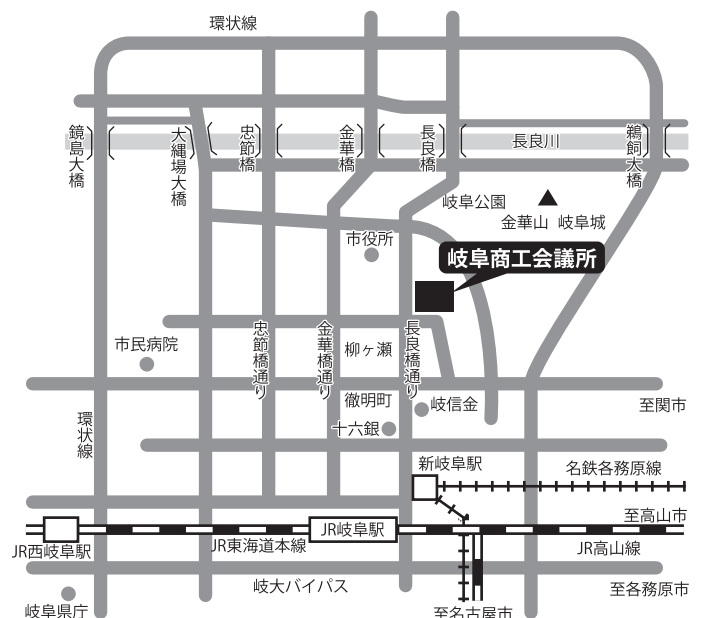 環状線
鏡島大橋
大縄場大橋
忠節橋
金華橋
長良橋
長良川
鵜飼大橋
岐阜公園
金華山 岐阜城
市役所
岐阜商工会議所
忠節橋通り
金華橋通り
長良橋通り
市民病院
柳ヶ瀬
徹明町
岐信金
至関市
環状線
十六銀
新岐阜駅
名鉄各務原線
至高山市
JR岐阜駅
JR西岐阜駅
JR東海道本線
JR高山線
岐大バイパス
至各務原市
岐阜県庁
至名古屋市